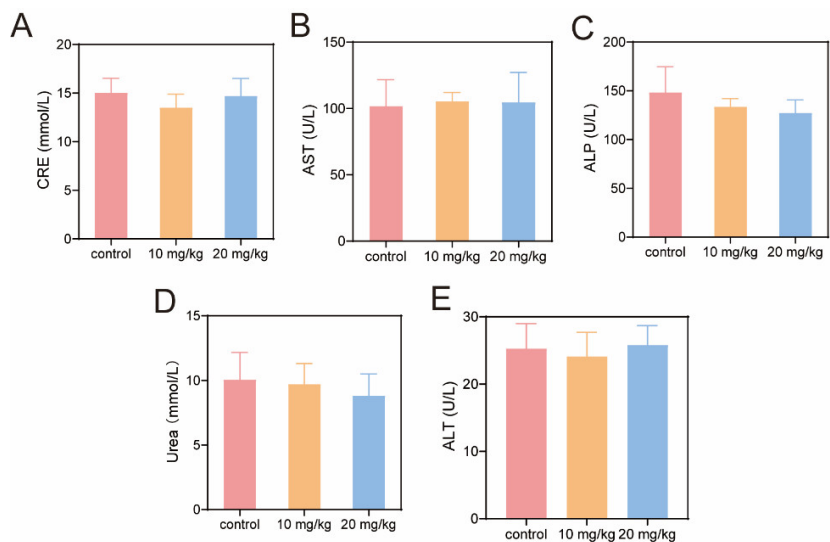 A
CRE (mmol/L)
20
15
10
5
0
control 10 mg/kg 20 mg/kg
B
AST (U/L)
150
100
50
0
control 10 mg/kg 20 mg/kg
C
ALP (U/L)
200
150
100
50
0
control 10 mg/kg 20 mg/kg
D
Urea (mmol/L)
15
10
5
0
control 10 mg/kg 20 mg/kg
E
ALT (U/L)
30
20
10
0
control 10 mg/kg 20 mg/kg